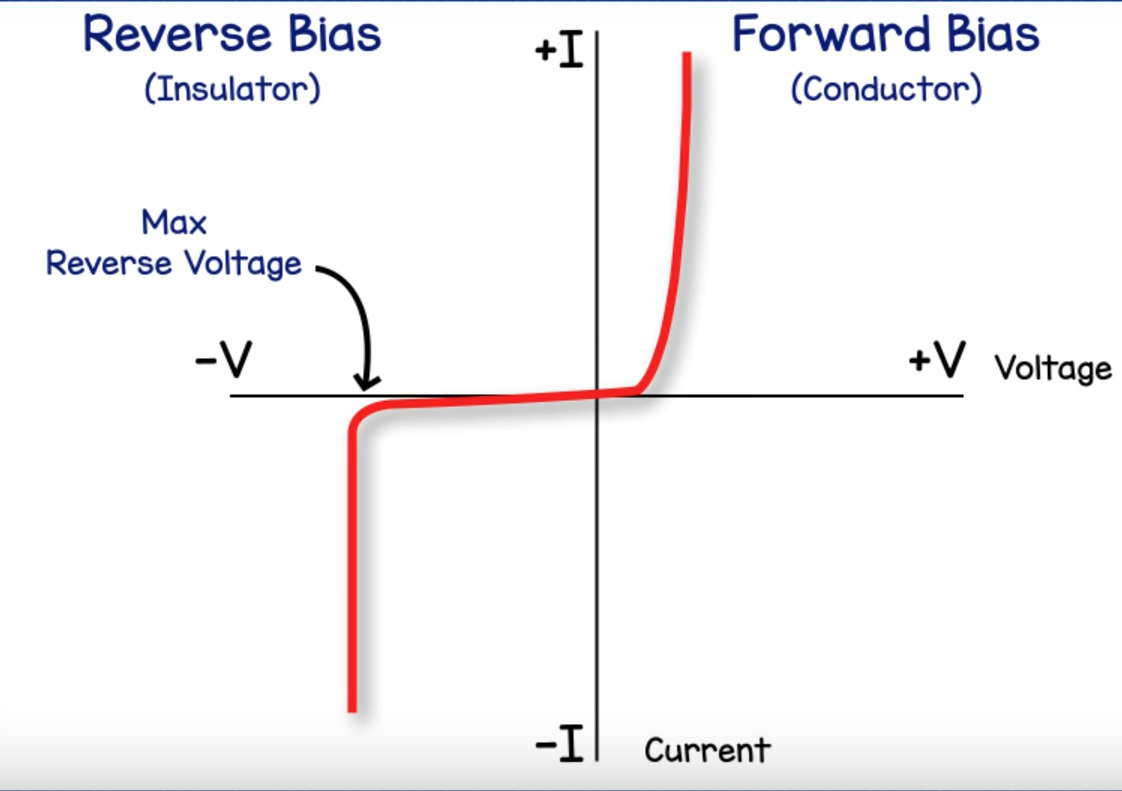 Reverse Bias
(Insulator)
+I
Forward Bias
(Conductor)
Max
Reverse Voltage
-V
+V
Voltage
-I
Current